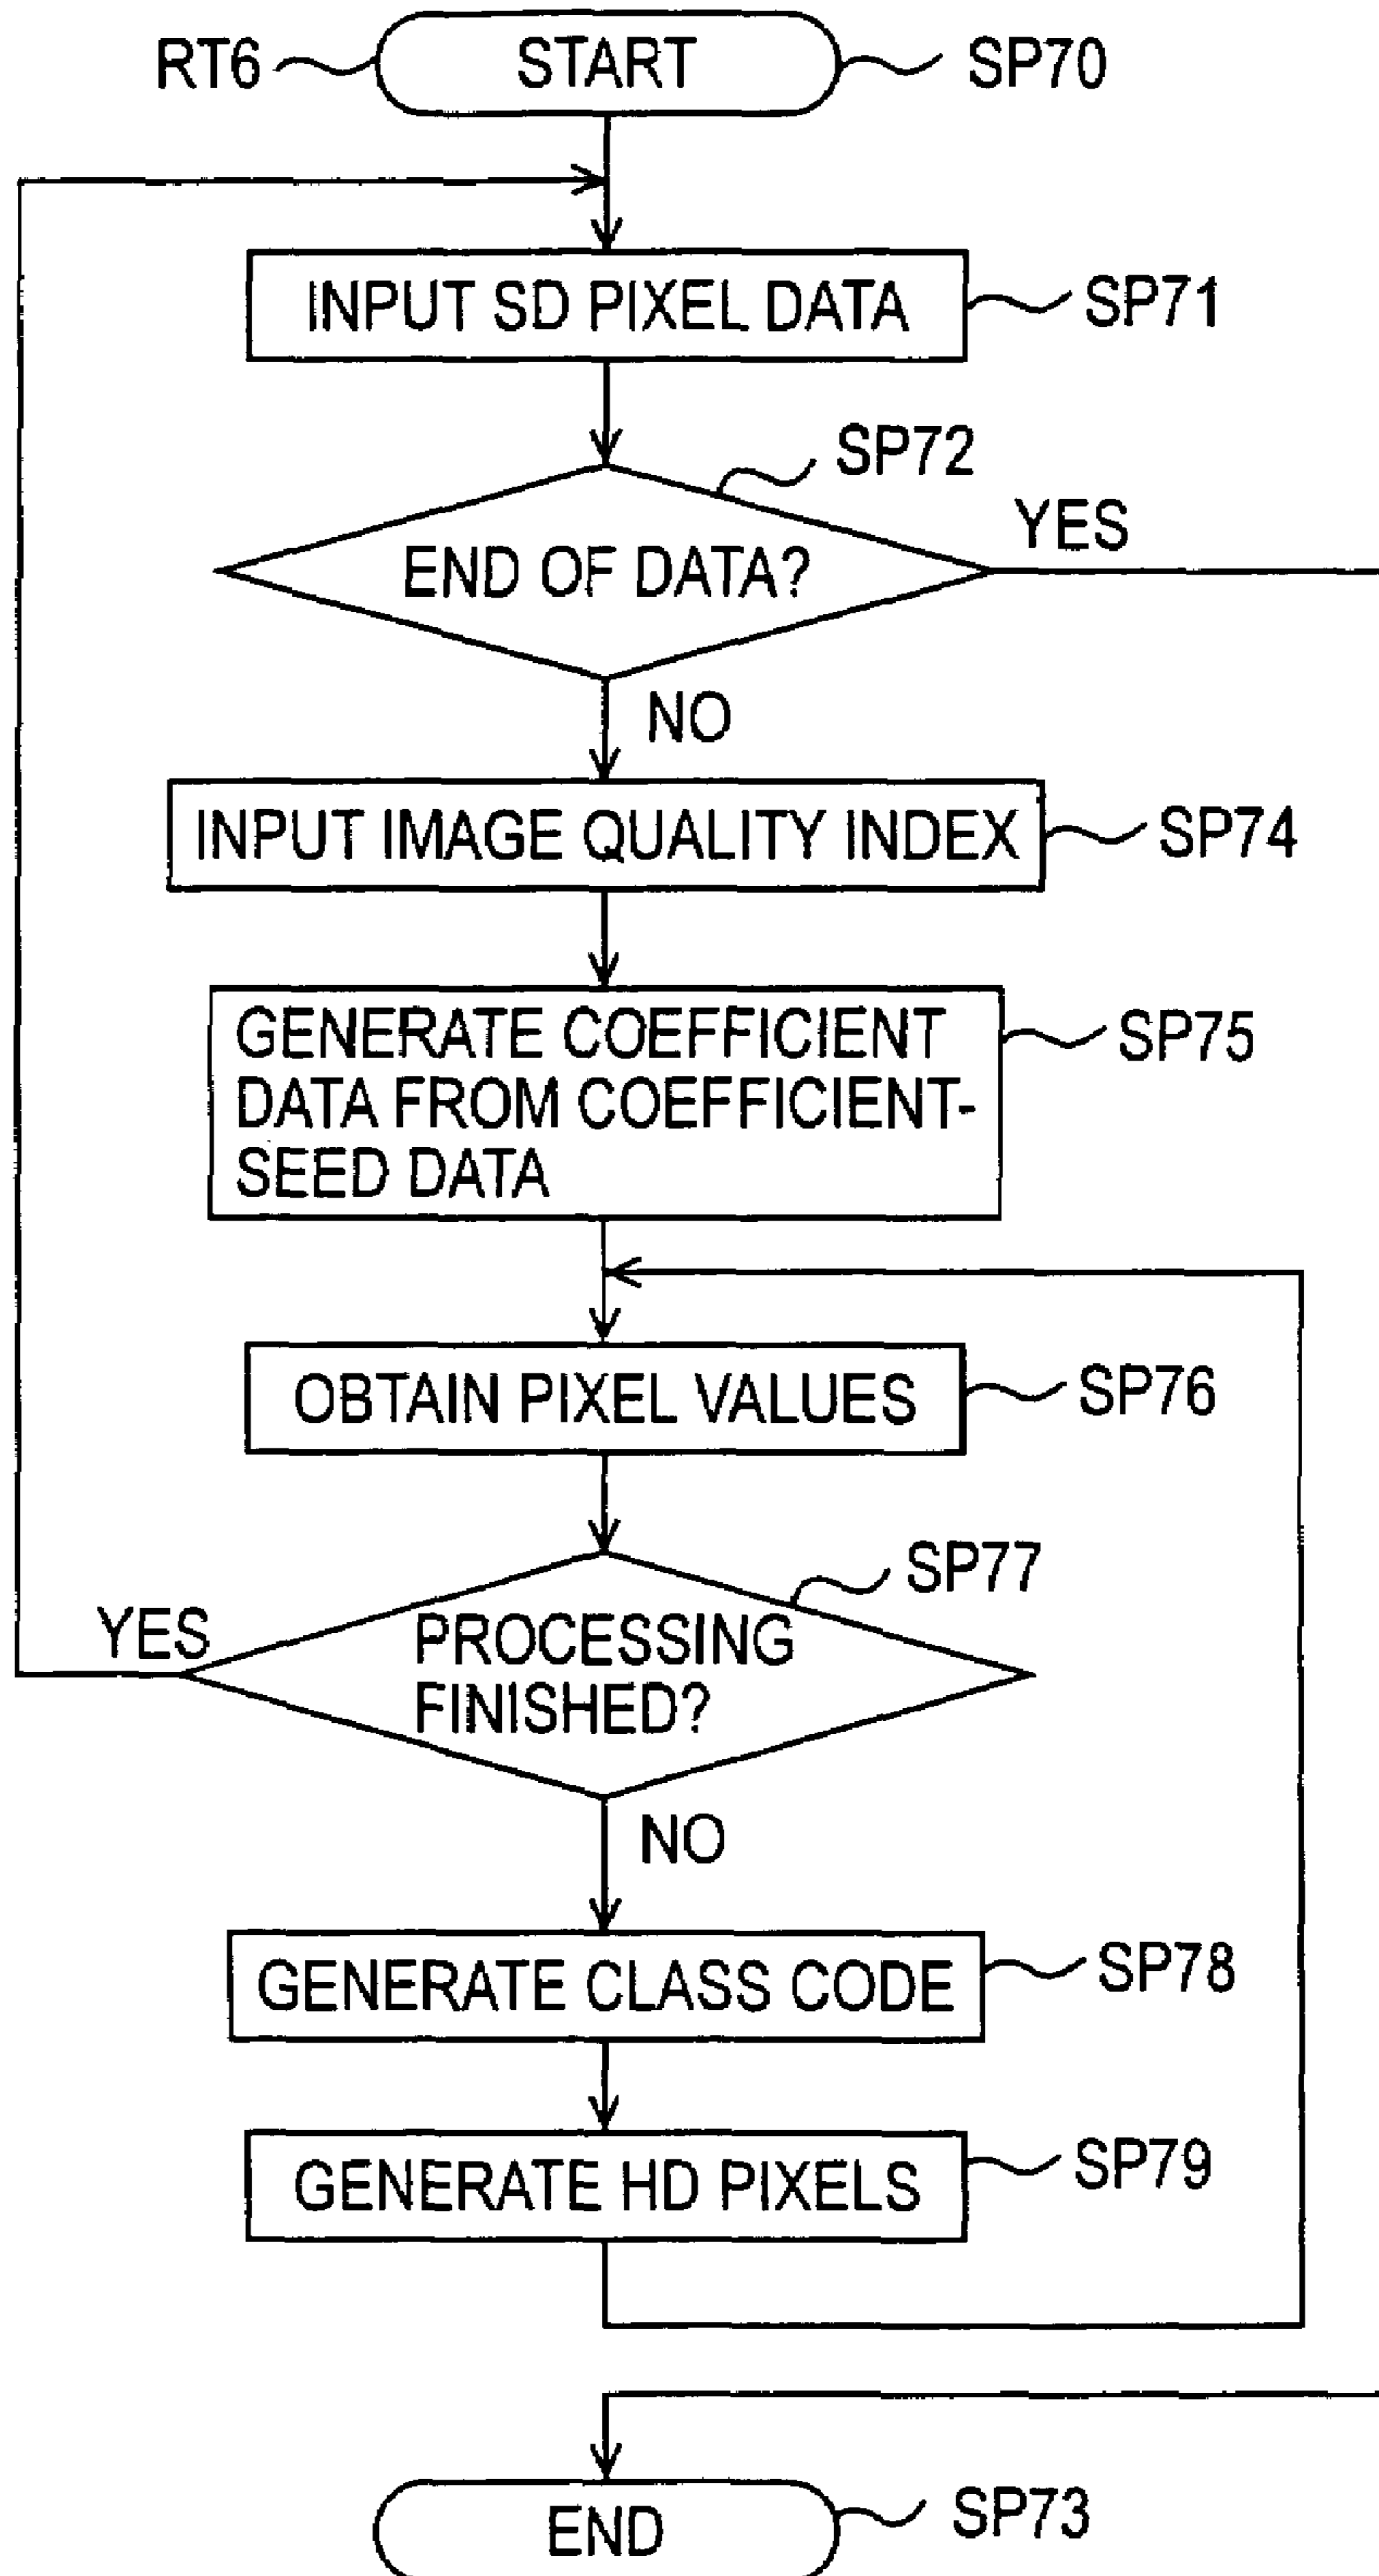 RT6
START
SP70
INPUT SD PIXEL DATA
SP71
SP72
END OF DATA?
YES
NO
INPUT IMAGE QUALITY INDEX
SP74
GENERATE COEFFICIENT
DATA FROM COEFFICIENT-
SEED DATA
SP75
OBTAIN PIXEL VALUES
SP76
SP77
YES
PROCESSING
FINISHED?
NO
GENERATE CLASS CODE
SP78
GENERATE HD PIXELS
SP79
END
SP73